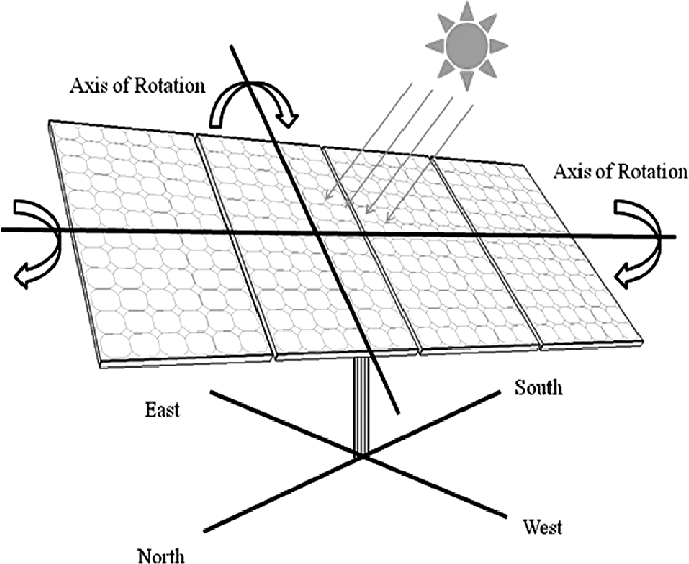 Axis of Rotation
Axis of Rotation
East
South
North
West